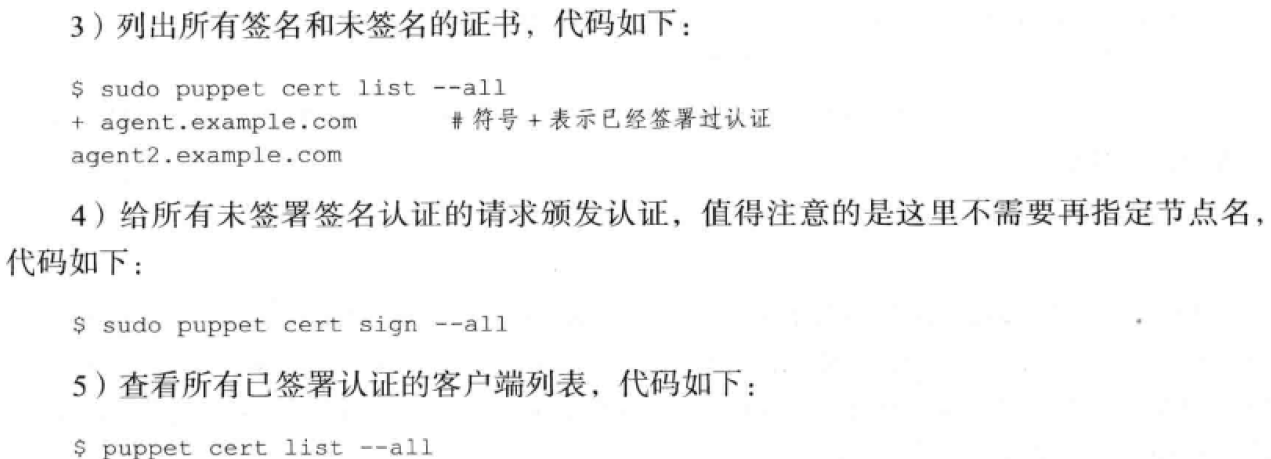 3）列出所有签名和未签名的证书，代码如下：
$ sudo puppet cert list --all
+ agent.example.com #符号+表示已经签署过认证
agent2.example.com
4）给所有未签署签名认证的请求颁发认证，值得注意的是这里不需要再指定节点名，
代码如下：
$ sudo puppet cert sign --all
5）查看所有已签署认证的客户端列表，代码如下：
$ puppet cert list --all